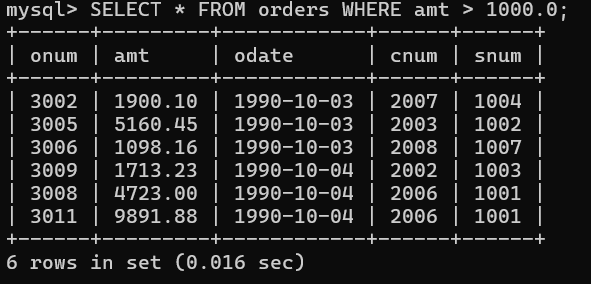 mysql> SELECT * FROM orders WHERE amt > 1000.0;
+------+---------+------------+------+------+
| onum | amt     | odate      | cnum | snum |
+------+---------+------------+------+------+
| 3002 | 1900.10 | 1990-10-03 | 2007 | 1004 |
| 3005 | 5160.45 | 1990-10-03 | 2003 | 1002 |
| 3006 | 1098.16 | 1990-10-03 | 2008 | 1007 |
| 3009 | 1713.23 | 1990-10-04 | 2002 | 1003 |
| 3008 | 4723.00 | 1990-10-04 | 2006 | 1001 |
| 3011 | 9891.88 | 1990-10-04 | 2006 | 1001 |
+------+---------+------------+------+------+
6 rows in set (0.016 sec)